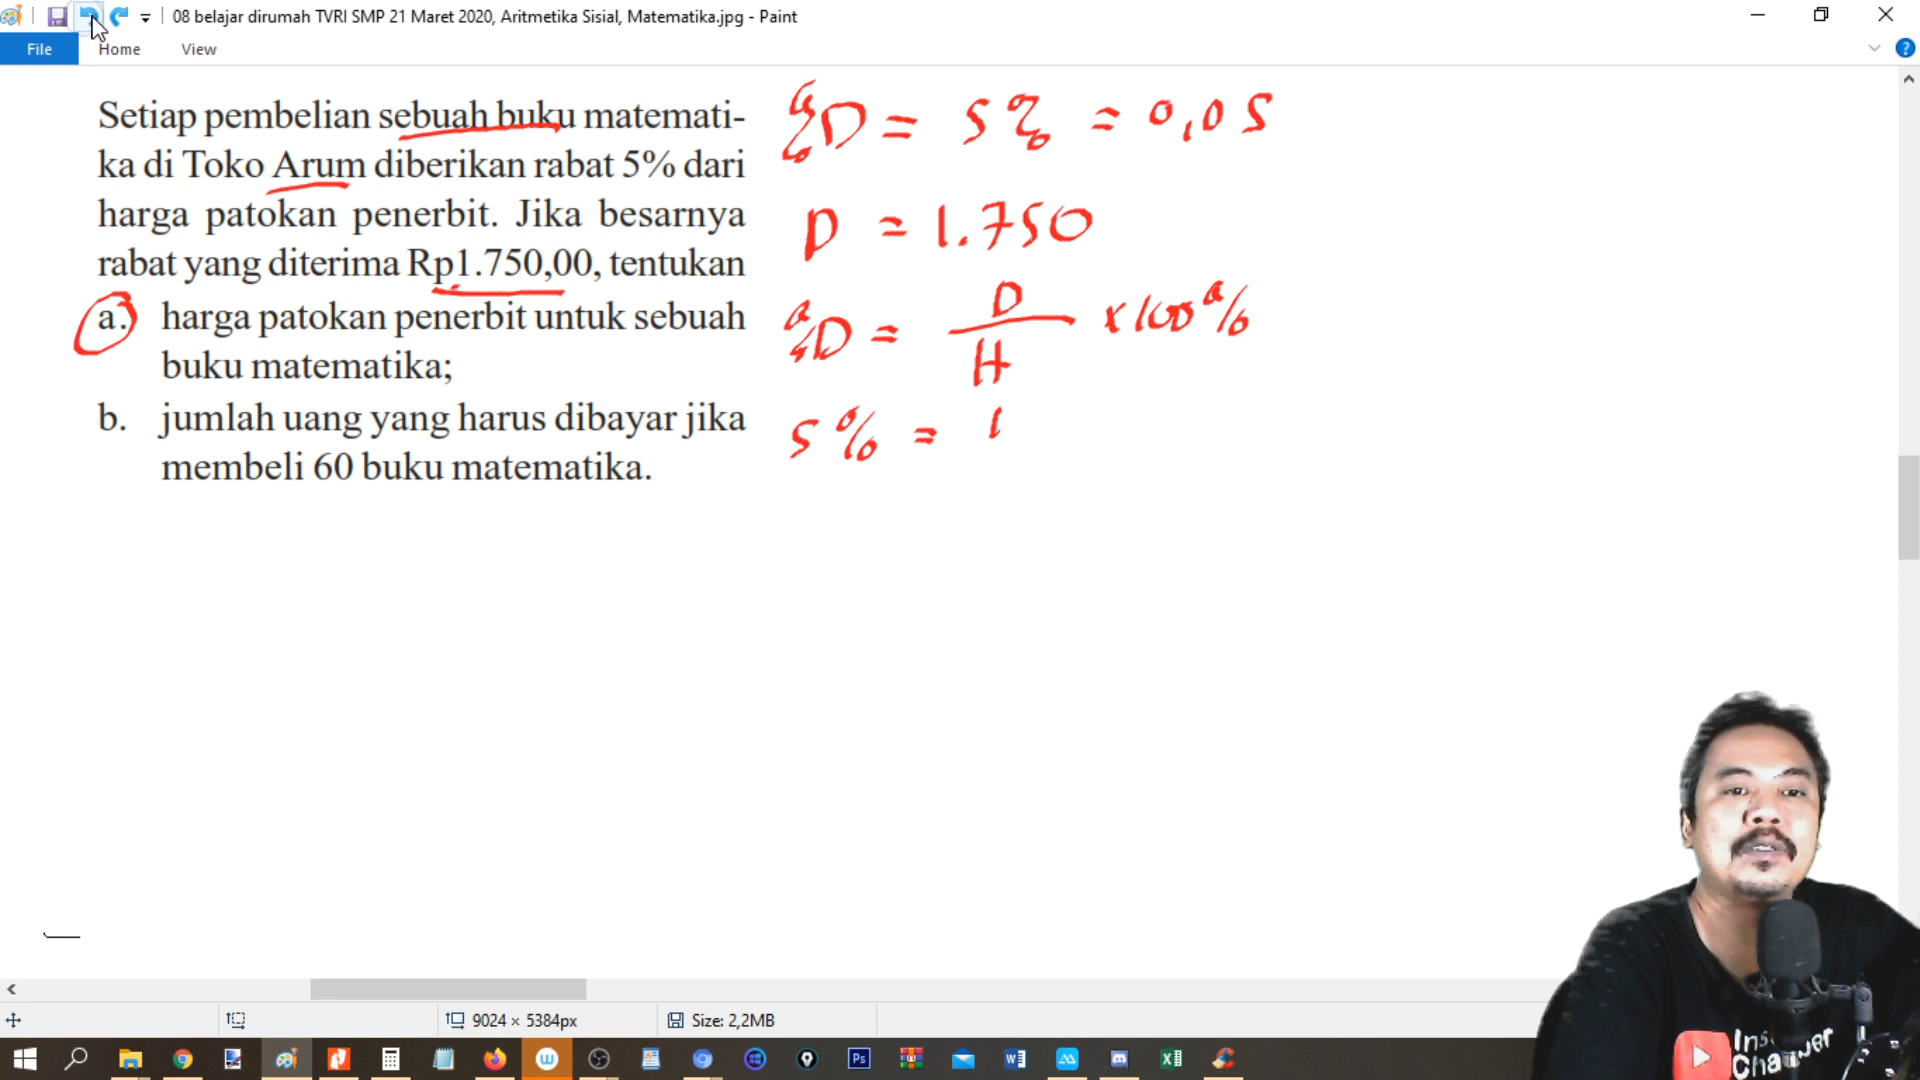 08 belajar dirumah TVRI SMP 21 Maret 2020, Aritmetika Sisial, Matematika.jpg - Paint
File Home View
Setiap pembelian sebuah buku matemati-
ka di Toko Arum diberikan rabat 5% dari
harga patokan penerbit. Jika besarnya
rabat yang diterima Rp1.750,00, tentukan
a. harga patokan penerbit untuk sebuah
buku matematika;
b. jumlah uang yang harus dibayar jika
membeli 60 buku matematika.
%D = 5% = 0,05
D = 1.750
%D = D/H x 100%
5% = 1
9024 × 5384px
Size: 2,2MB